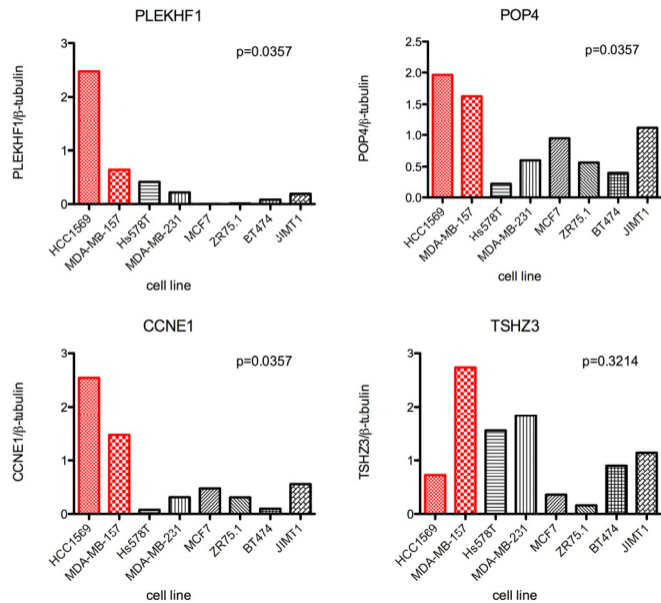 PLEKHF1
p=0.0357
PLEKHF1/β-tubulin
3
2
1
0
HCC1569
MDA-MB-157
Hs578T
MDA-MB-231
MCF7
ZR75.1
BT474
JIMT1
cell line
POP4
p=0.0357
POP4/β-tubulin
2.5
2.0
1.5
1.0
0.5
0.0
HCC1569
MDA-MB-157
Hs578T
MDA-MB-231
MCF7
ZR75.1
BT474
JIMT1
cell line
CCNE1
p=0.0357
CCNE1/β-tubulin
3
2
1
0
HCC1569
MDA-MB-157
Hs578T
MDA-MB-231
MCF7
ZR75.1
BT474
JIMT1
cell line
TSHZ3
p=0.3214
TSHZ3/β-tubulin
3
2
1
0
HCC1569
MDA-MB-157
Hs578T
MDA-MB-231
MCF7
ZR75.1
BT474
JIMT1
cell line